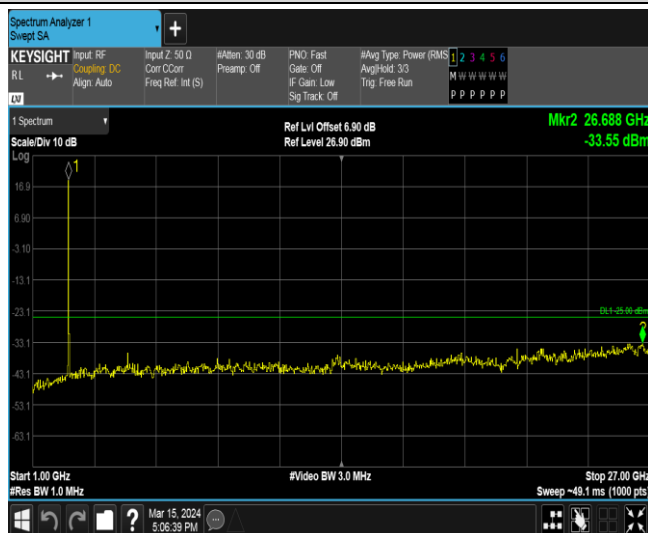 Spectrum Analyzer 1
Swept SA
KEYSIGHT
RL
LXI
Input: RF
Coupling: DC
Align: Auto
Input Z: 50 Ω
Corr CCorr
Freq Ref: Int (S)
#Atten: 30 dB
Preamp: Off
PNO: Fast
Gate: Off
IF Gain: Low
Sig Track: Off
#Avg Type: Power (RMS
Avg|Hold: 3/3
Trig: Free Run
1 2 3 4 5 6
M W W W W W
P P P P P P
1 Spectrum
Scale/Div 10 dB
Ref Lvl Offset 6.90 dB
Ref Level 26.90 dBm
Mkr2 26.688 GHz
-33.55 dBm
Log
1
16.9
6.90
-3.10
-13.1
-23.1
DL1 -25.00 dBm
2
-33.1
-43.1
-53.1
-63.1
Start 1.00 GHz
#Video BW 3.0 MHz
Stop 27.00 GHz
#Res BW 1.0 MHz
Sweep ~49.1 ms (1000 pts)
?
Mar 15, 2024
5:06:39 PM